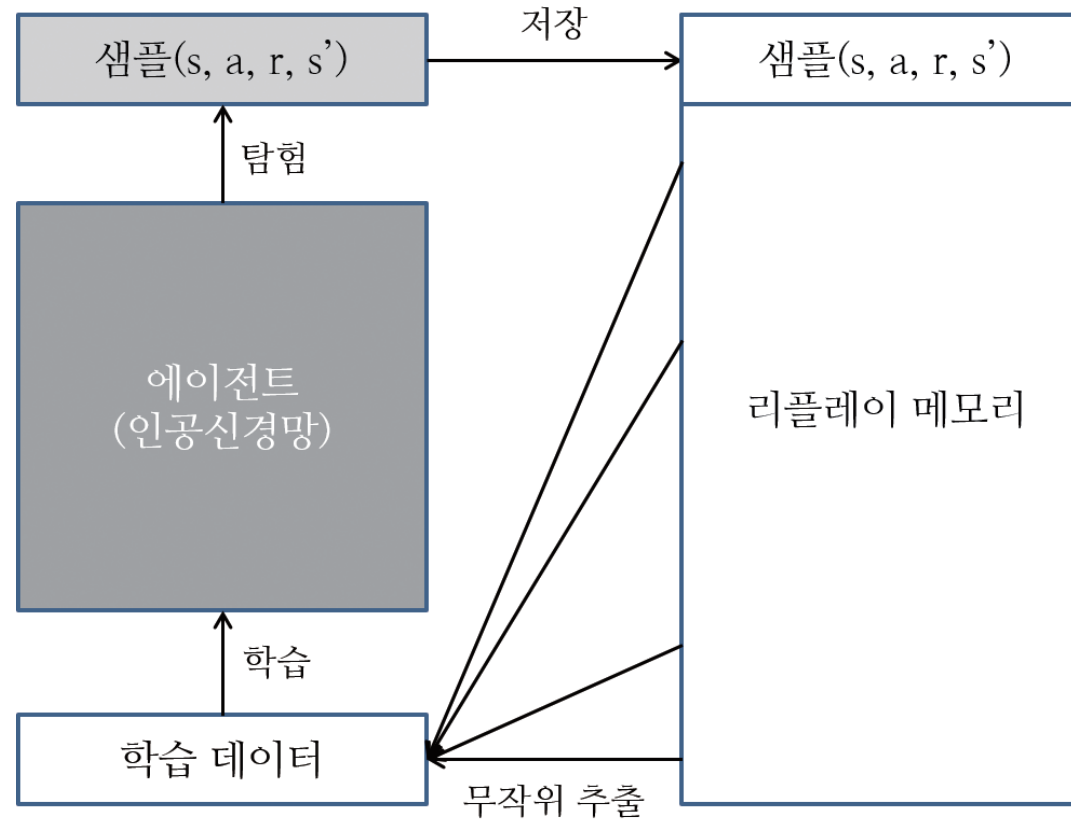 샘플(s, a, r, s’)
저장
샘플(s, a, r, s’)
탐험
에이전트
(인공신경망)
리플레이 메모리
학습
학습 데이터
무작위 추출